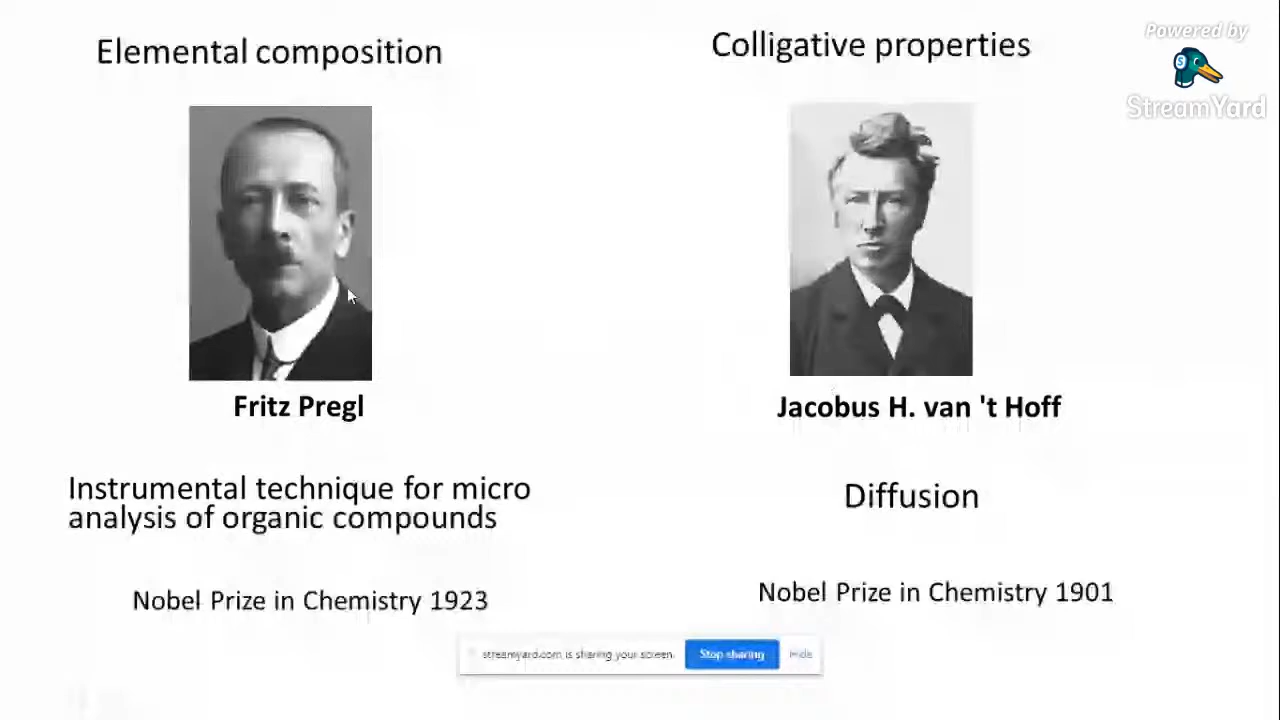 Elemental composition
Colligative properties
Powered by
S
StreamYard
Fritz Pregl
Jacobus H. van 't Hoff
Instrumental technique for micro
analysis of organic compounds
Diffusion
Nobel Prize in Chemistry 1923
Nobel Prize in Chemistry 1901
streamyard.com is sharing your screen.
Stop sharing
Hide